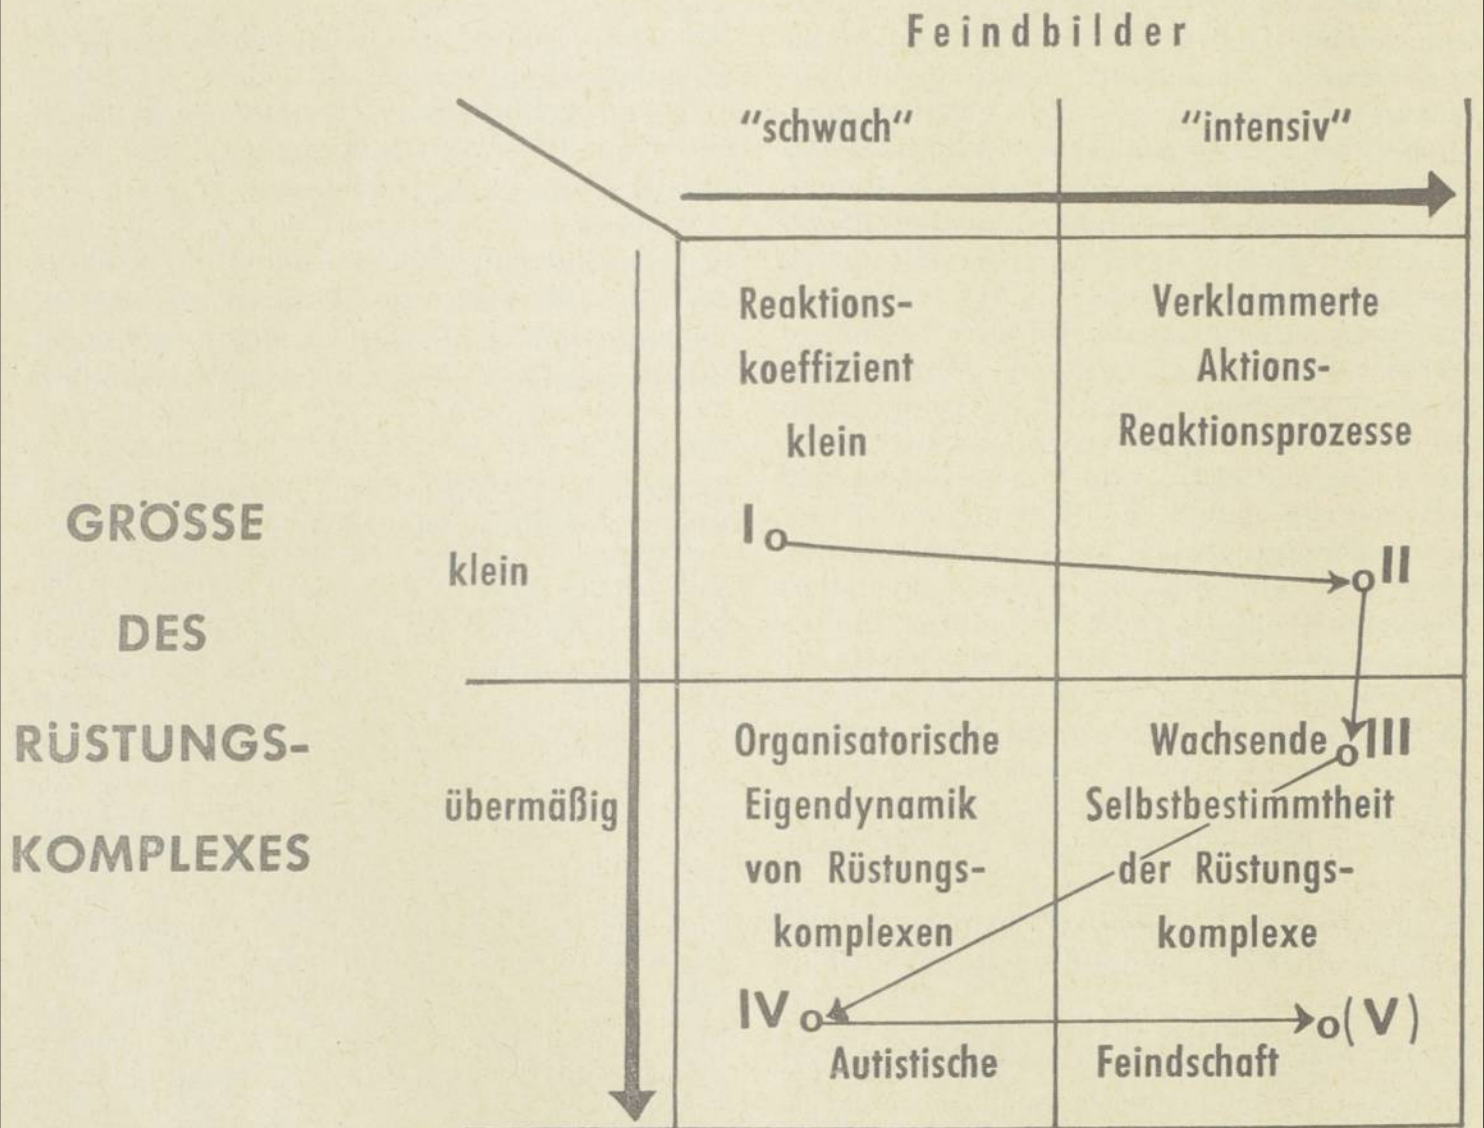 Feindbilder
“schwach“
“intensiv“
Reaktions-
koeffizient
klein
I
Verklammerte
Aktions-
Reaktionsprozesse
II
GRÖSSE
DES
RÜSTUNGS-
KOMPLEXES
klein
übermäßig
Organisatorische
Eigendynamik
von Rüstungs-
komplexen
IV
Wachsende III
Selbstbestimmtheit
der Rüstungs-
komplexe
(V)
Autistische Feindschaft